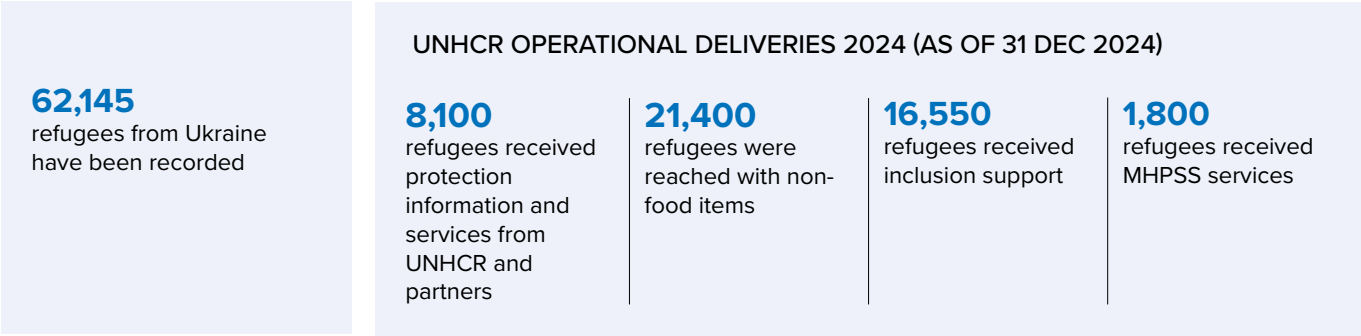 62,145
refugees from Ukraine
have been recorded
UNHCR OPERATIONAL DELIVERIES 2024 (AS OF 31 DEC 2024)
8,100
refugees received
protection
information and
services from
UNHCR and
partners
21,400
refugees were
reached with non-
food items
16,550
refugees received
inclusion support
1,800
refugees received
MHPSS services